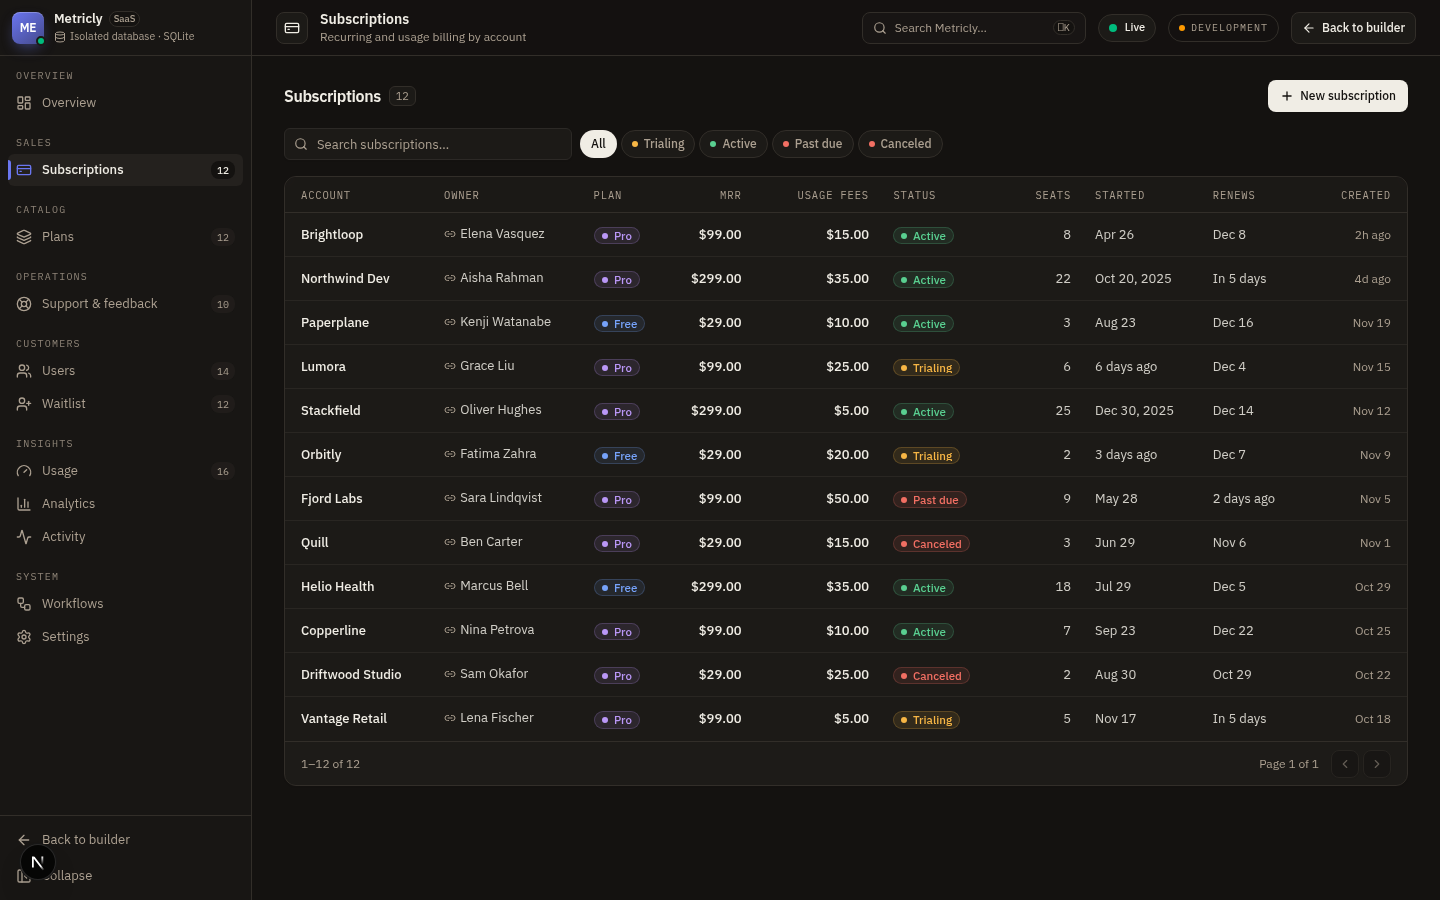 ME
Metricly SaaS
Isolated database · SQLite
Subscriptions
Recurring and usage billing by account
Search Metricly...
Live
DEVELOPMENT
Back to builder
OVERVIEW
Overview
SALES
Subscriptions 12
CATALOG
Plans 12
OPERATIONS
Support & feedback 10
CUSTOMERS
Users 14
Waitlist 12
INSIGHTS
Usage 16
Analytics
Activity
SYSTEM
Workflows
Settings
Back to builder
N
Collapse
Subscriptions 12
New subscription
Search subscriptions...
All Trialing Active Past due Canceled
ACCOUNT OWNER PLAN MRR USAGE FEES STATUS SEATS STARTED RENEWS CREATED
Brightloop Elena Vasquez Pro $99.00 $15.00 Active 8 Apr 26 Dec 8 2h ago
Northwind Dev Aisha Rahman Pro $299.00 $35.00 Active 22 Oct 20, 2025 In 5 days 4d ago
Paperplane Kenji Watanabe Free $29.00 $10.00 Active 3 Aug 23 Dec 16 Nov 19
Lumora Grace Liu Pro $99.00 $25.00 Trialing 6 6 days ago Dec 4 Nov 15
Stackfield Oliver Hughes Pro $299.00 $5.00 Active 25 Dec 30, 2025 Dec 14 Nov 12
Orbitly Fatima Zahra Free $29.00 $20.00 Trialing 2 3 days ago Dec 7 Nov 9
Fjord Labs Sara Lindqvist Pro $99.00 $50.00 Past due 9 May 28 2 days ago Nov 5
Quill Ben Carter Pro $29.00 $15.00 Canceled 3 Jun 29 Nov 6 Nov 1
Helio Health Marcus Bell Free $299.00 $35.00 Active 18 Jul 29 Dec 5 Oct 29
Copperline Nina Petrova Pro $99.00 $10.00 Active 7 Sep 23 Dec 22 Oct 25
Driftwood Studio Sam Okafor Pro $29.00 $25.00 Canceled 2 Aug 30 Oct 29 Oct 22
Vantage Retail Lena Fischer Pro $99.00 $5.00 Trialing 5 Nov 17 In 5 days Oct 18
1–12 of 12
Page 1 of 1